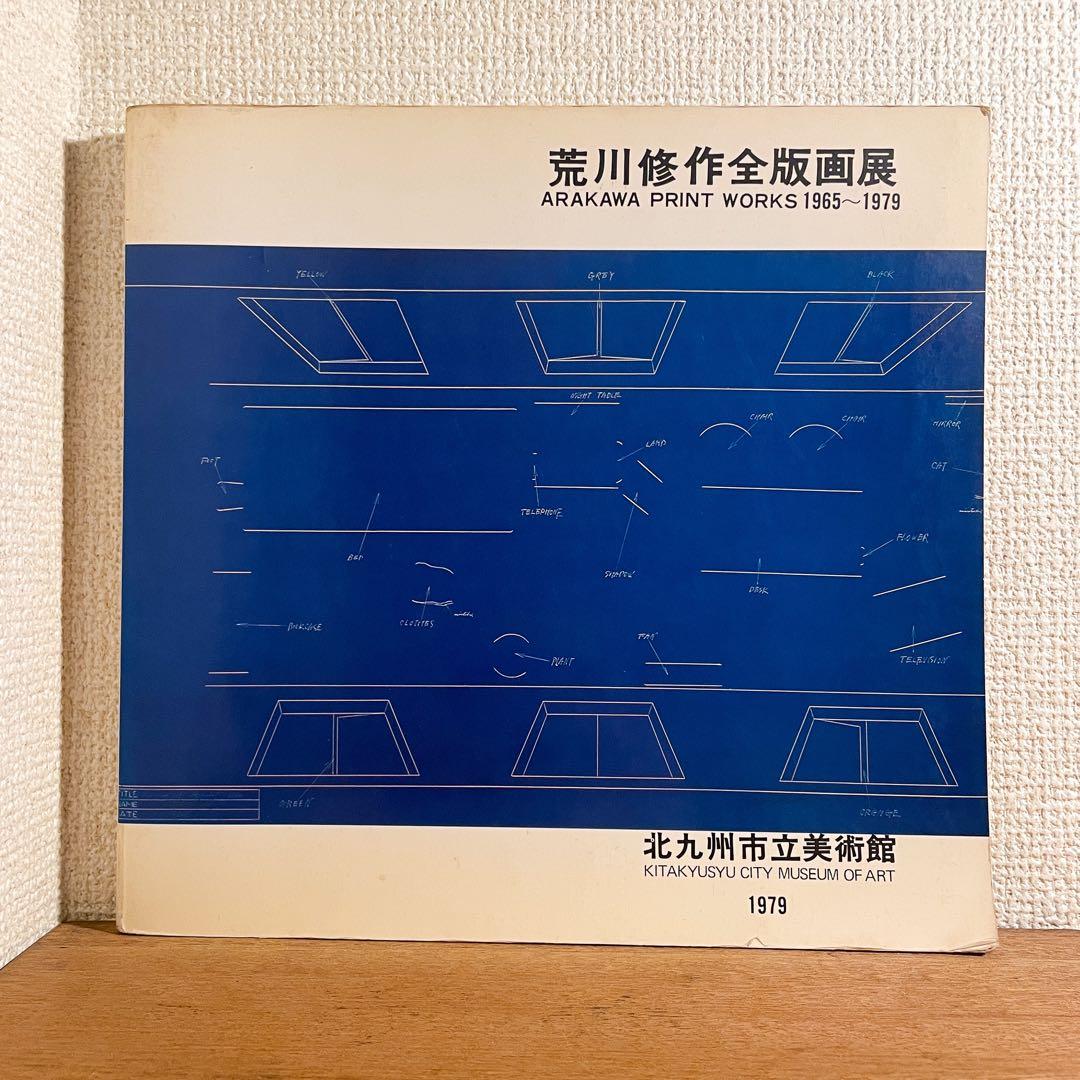 荒川修作全版画展
ARAKAWA PRINT WORKS 1965〜1979
YELLOW
GREY
BLACK
NIGHT TABLE
CHAIR
CHAIR
MIRROR
LAMP
CAT
TELEPHONE
BED
SHADOW
FLOWER
DESK
CLOTHES
FAN
PLANT
TELEVISION
GREEN
ORANGE
TITLE
NAME
DATE
北九州市立美術館
KITAKYUSYU CITY MUSEUM OF ART
1979